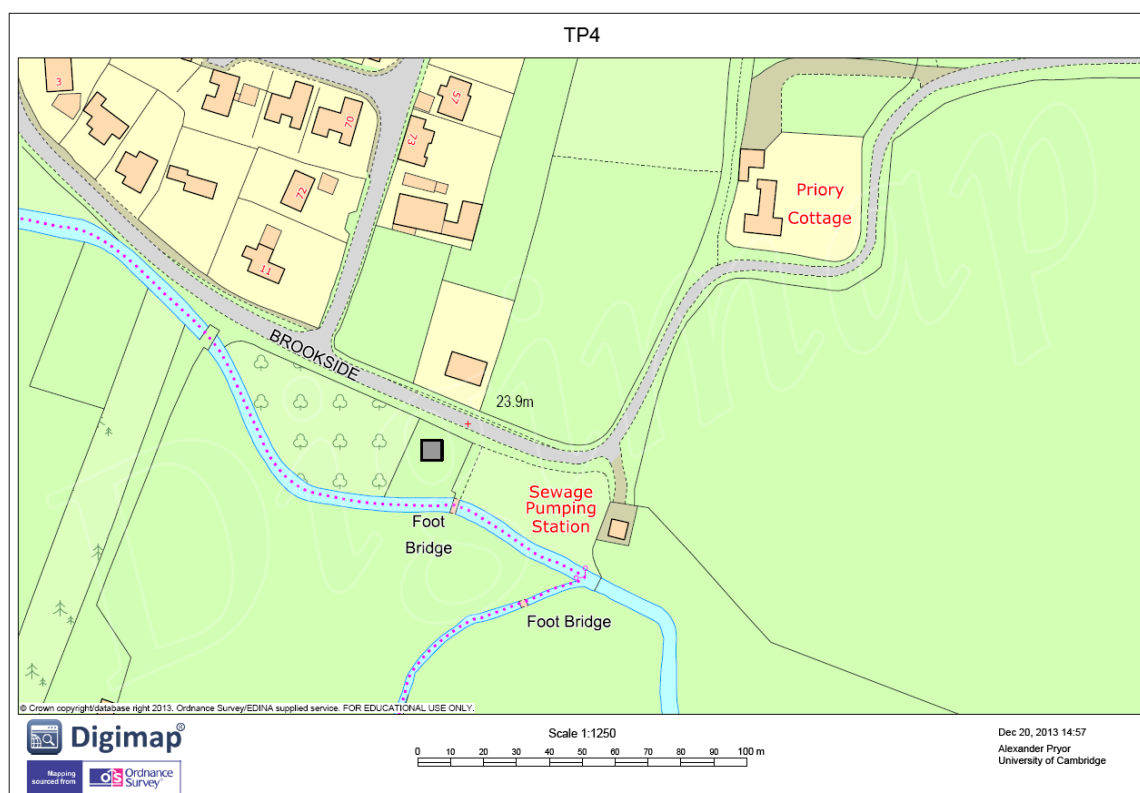 TP4
3
57
70
73
72
Priory
Cottage
11
BROOKSIDE
23.9m
Sewage
Pumping
Station
Foot
Bridge
Foot Bridge
Digimap
© Crown copyright/database right 2013. Ordnance Survey/EDINA supplied service. FOR EDUCATIONAL USE ONLY.
Digimap®
Mapping
sourced from
OS Ordnance
Survey®
Scale 1:1250
0 10 20 30 40 50 60 70 80 90 100 m
Dec 20, 2013 14:57
Alexander Pryor
University of Cambridge